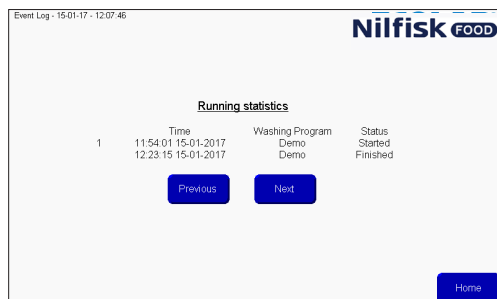 Event Log - 15-01-17 - 12:07:46
Nilfisk FOOD
Running statistics
Time Washing Program Status
1 11:54:01 15-01-2017 Demo Started
12:23:15 15-01-2017 Demo Finished
Previous Next
Home